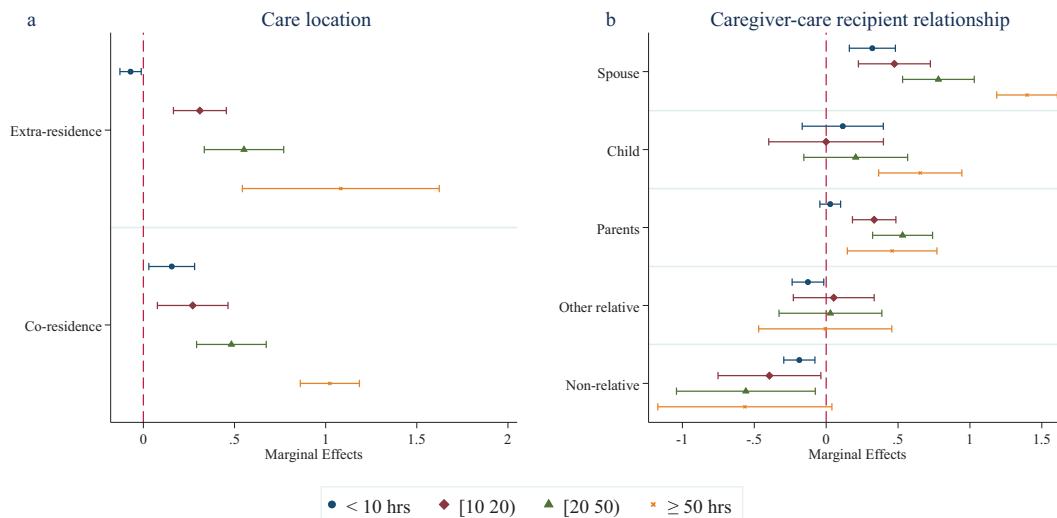 a
Care location
Extra-residence
Co-residence
0
.5
1
1.5
2
Marginal Effects
b
Caregiver-care recipient relationship
Spouse
Child
Parents
Other relative
Non-relative
-1
-.5
0
.5
1
1.5
Marginal Effects
< 10 hrs
[10 20)
[20 50)
≥ 50 hrs